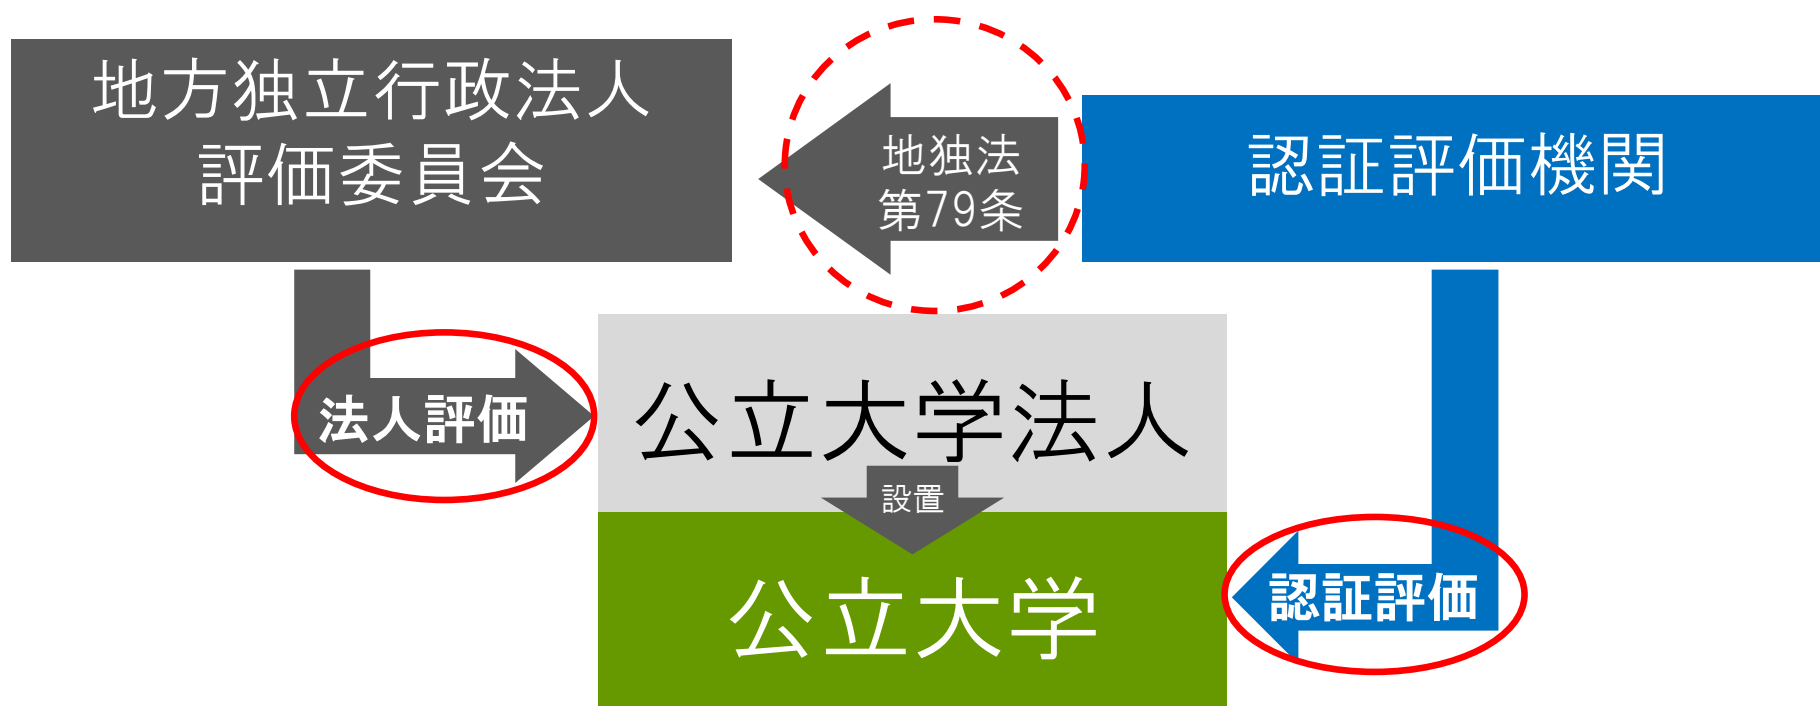 地方独立行政法人
評価委員会
地独法
第79条
認証評価機関
法人評価
公立大学法人
設置
公立大学
認証評価